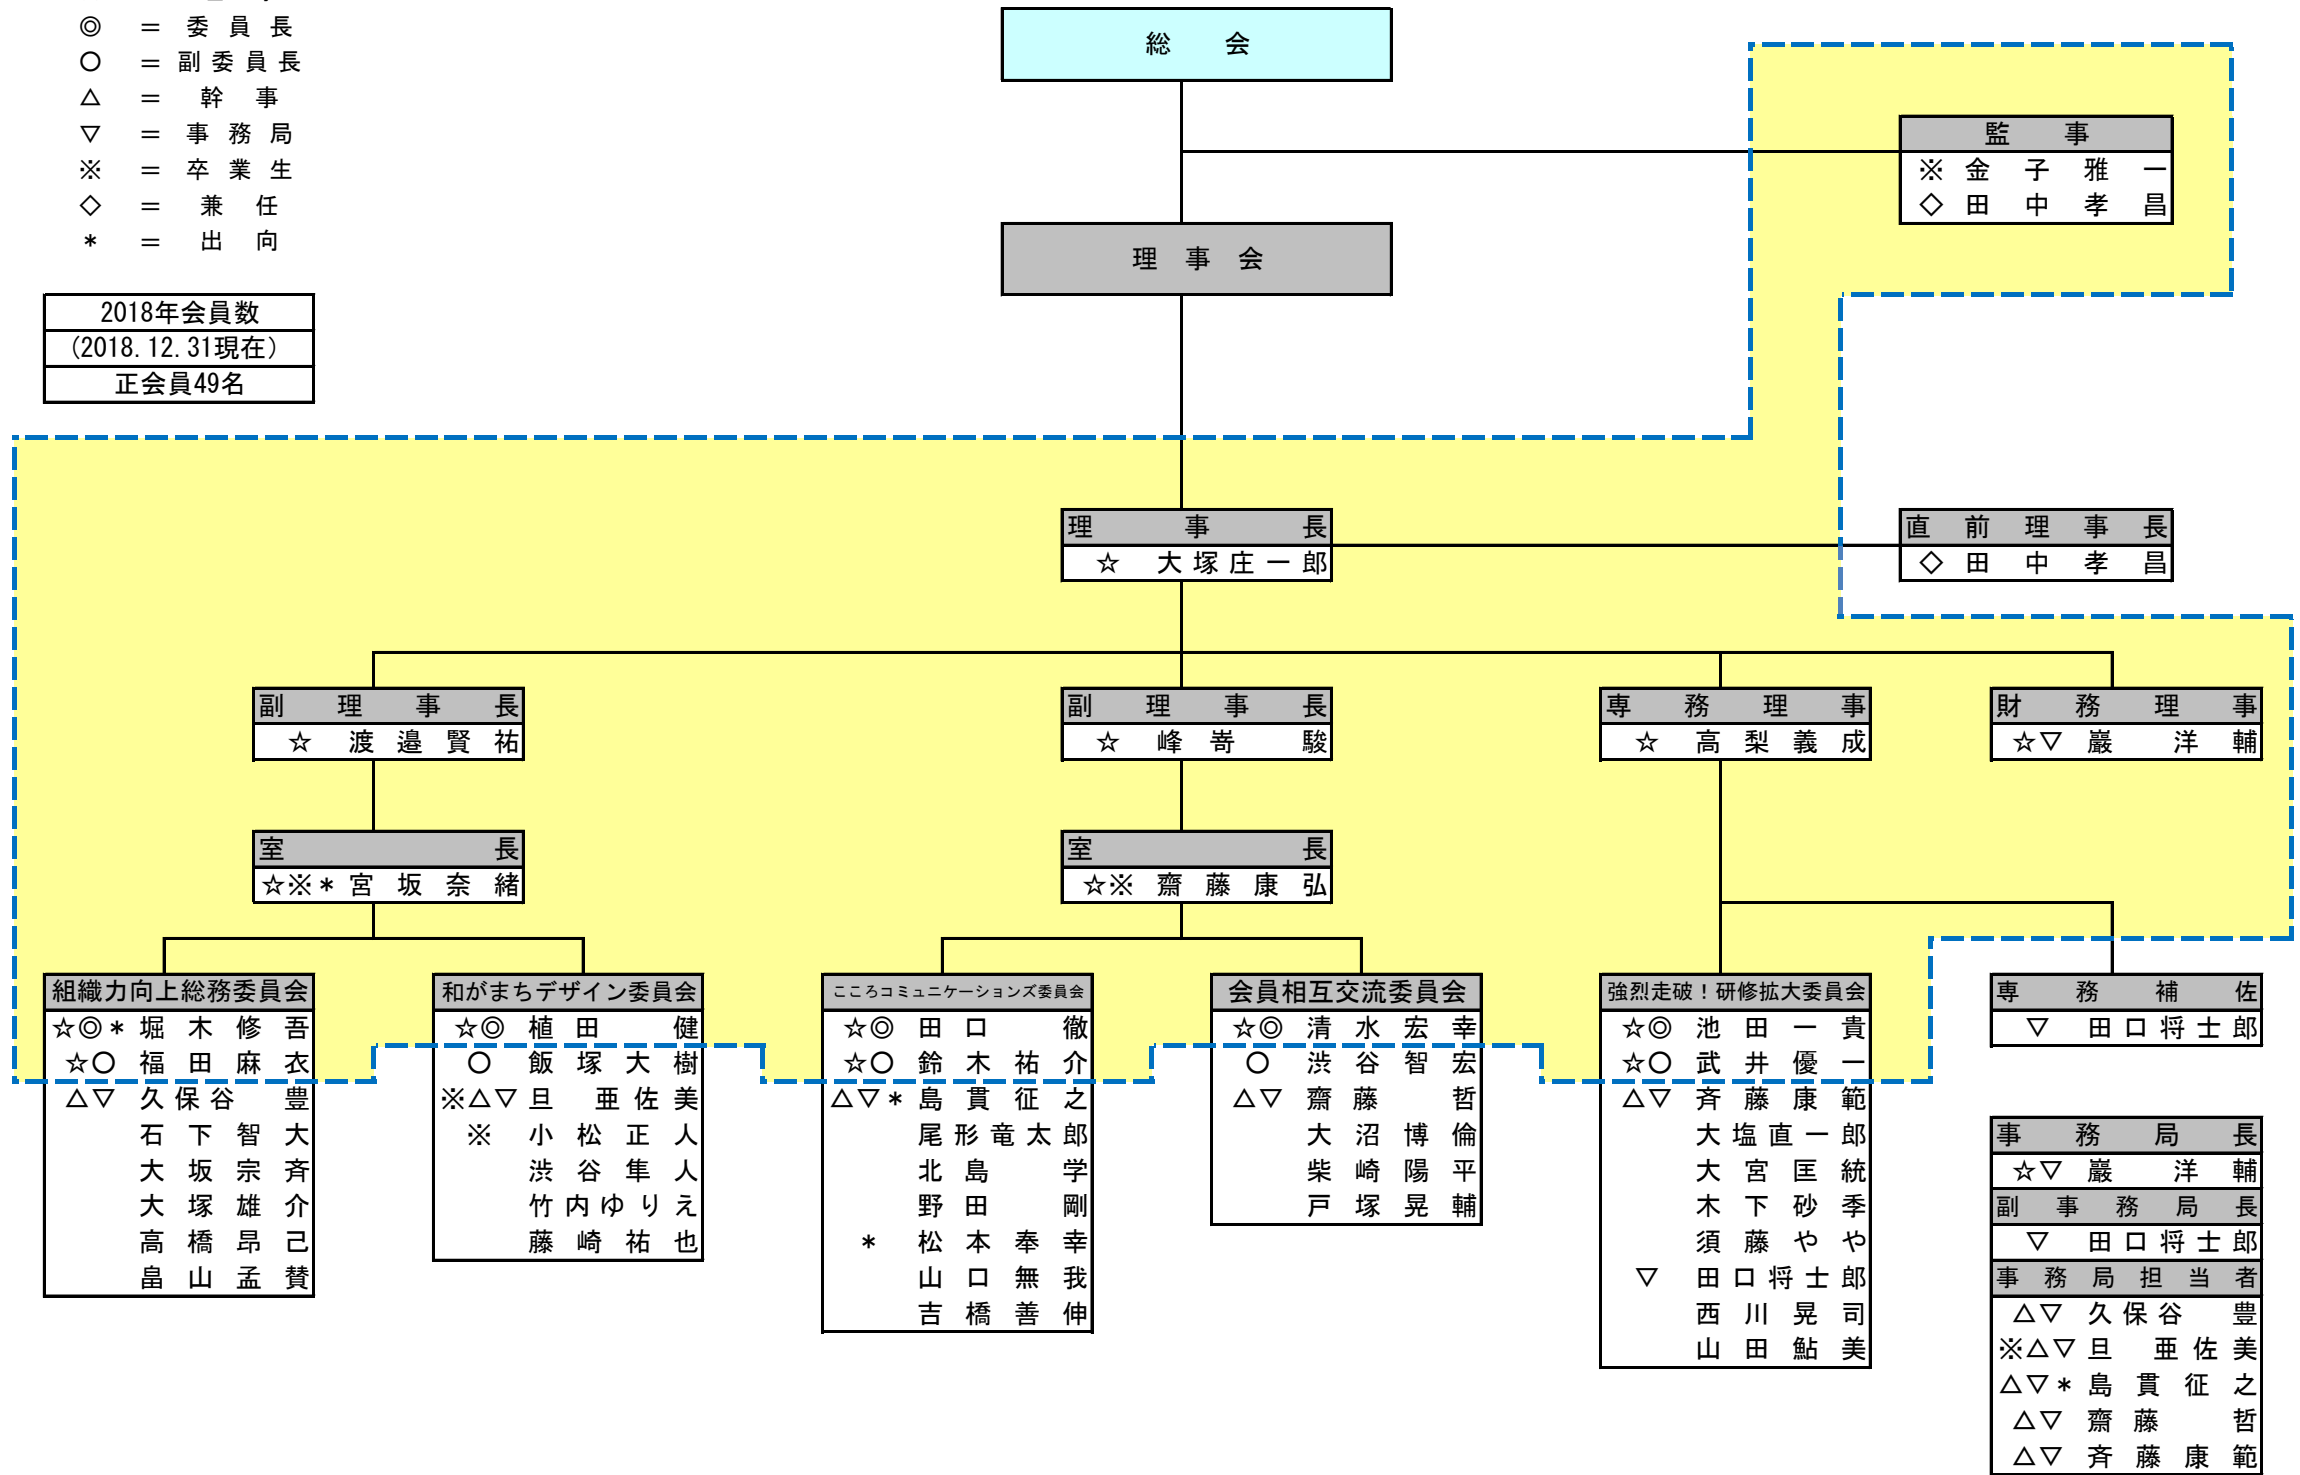 ◎ = 委員長
○ = 副委員長
△ = 幹事
▽ = 事務局
※ = 卒業生
◇ = 兼任
* = 出向
2018年会員数
(2018.12.31現在)
正会員49名
総会
監事
※ 金子雅一
◇ 田中孝昌
理事会
理事長
☆ 大塚庄一郎
直前理事長
◇ 田中孝昌
副理事長
☆ 渡邉賢祐
副理事長
☆ 峰嵜 駿
専務理事
☆ 高梨義成
財務理事
☆▽ 巖 洋輔
室長
☆※* 宮坂奈緒
室長
☆※ 齋藤康弘
組織力向上総務委員会
☆◎* 堀木修吾
☆○ 福田麻衣
△▽ 久保谷 豊
石下智大
大坂宗斉
大塚雄介
高橋昂己
畠山孟賛
和がまちデザイン委員会
☆◎ 植田 健
○ 飯塚大樹
※△▽ 旦 亜佐美
※ 小松正人
渋谷隼人
竹内ゆりえ
藤崎祐也
こころコミュニケーションズ委員会
☆◎ 田口 徹
☆○ 鈴木祐介
△▽* 島貫征之
尾形竜太郎
北島 学
野田 剛
* 松本奉幸
山口無我
吉橋善伸
会員相互交流委員会
☆◎ 清水宏幸
○ 渋谷智宏
△▽ 齋藤 哲
大沼博倫
柴崎陽平
戸塚晃輔
強烈走破！研修拡大委員会
☆◎ 池田一貴
☆○ 武井優一
△▽ 斉藤康範
大塩直一郎
大宮匡統
木下砂季
須藤やや
▽ 田口将士郎
西川晃司
山田鮎美
専務補佐
▽ 田口将士郎
事務局長
☆▽ 巖 洋輔
副事務局長
▽ 田口将士郎
事務局担当者
△▽ 久保谷 豊
※△▽ 旦 亜佐美
△▽* 島貫征之
△▽ 齋藤 哲
△▽ 斉藤康範